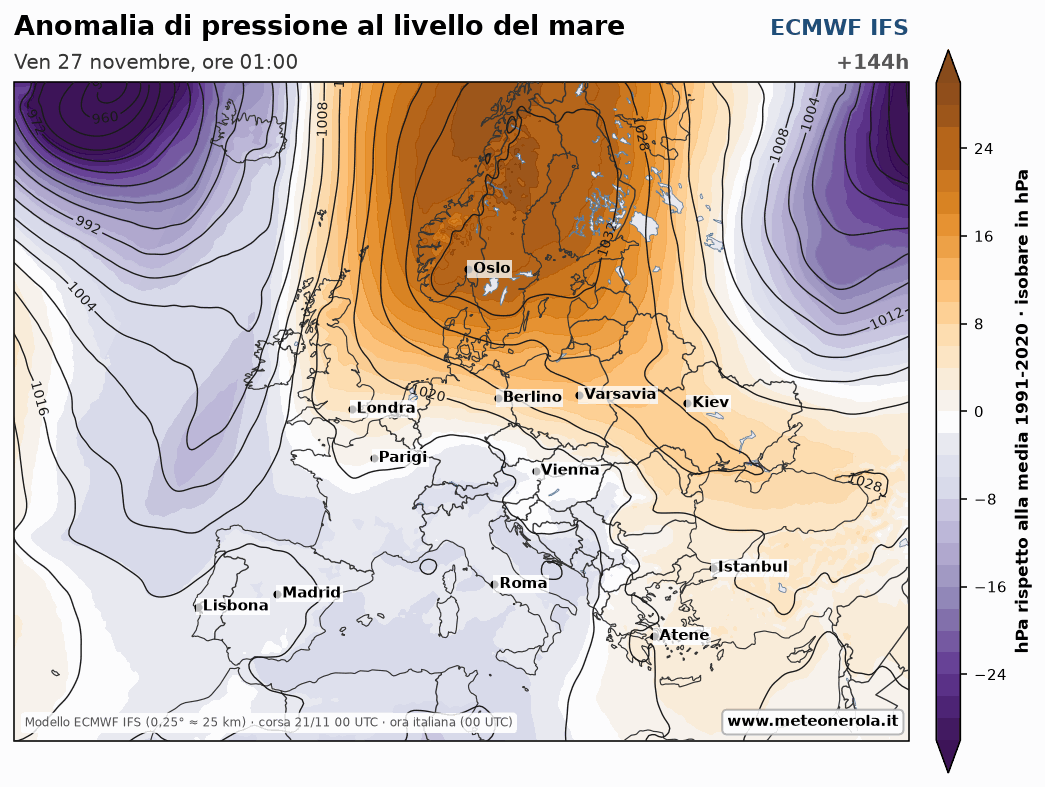 Anomalia di pressione al livello del mare
ECMWF IFS
Ven 27 novembre, ore 01:00
+144h
960
972
1008
1028
1004
1008
992
1032
Oslo
1004
1012
1016
1020
Berlino
Varsavia
Kiev
Londra
Parigi
Vienna
1028
Istanbul
Roma
Madrid
Lisbona
Atene
Modello ECMWF IFS (0,25° ≈ 25 km) · corsa 21/11 00 UTC · ora italiana (00 UTC)
www.meteonerola.it
24
16
8
0
−8
−16
−24
hPa rispetto alla media 1991-2020 · isobare in hPa